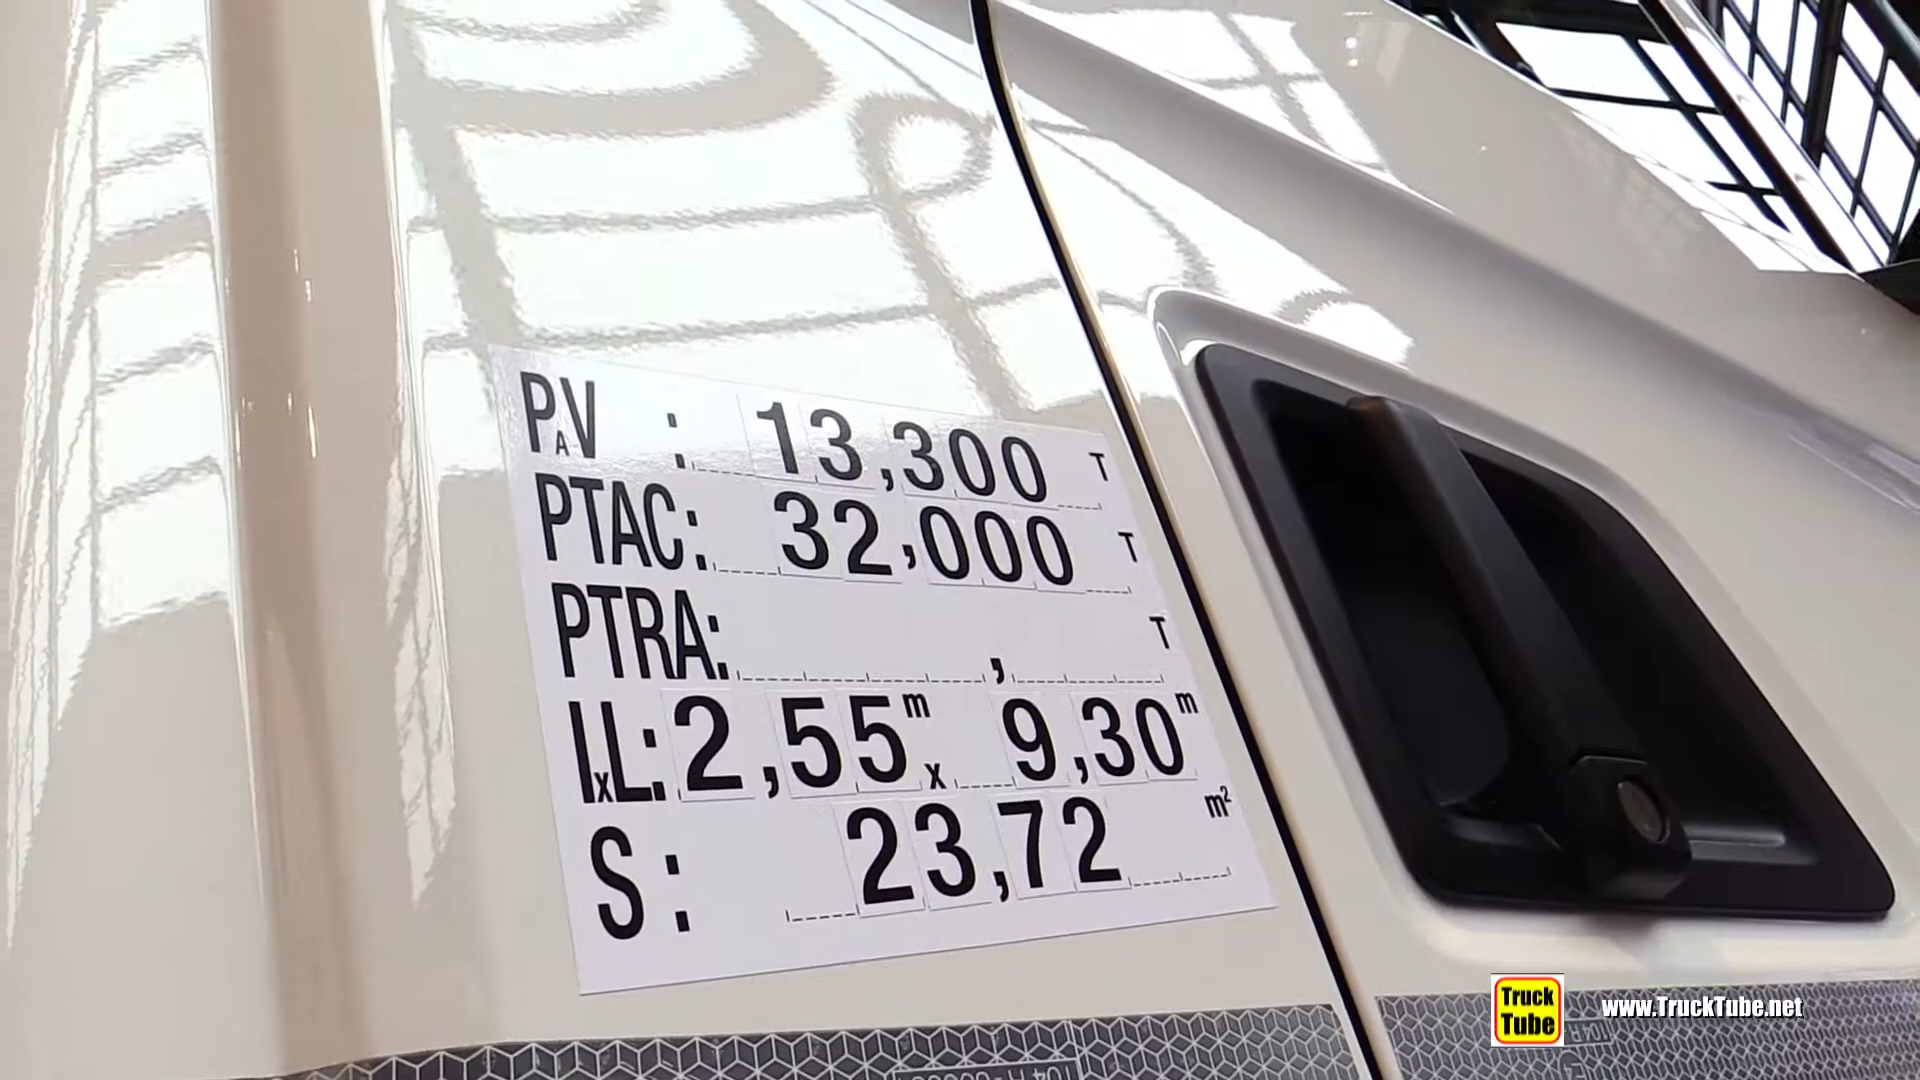 PAV : 13,300 T
PTAC: 32,000 T
PTRA: , T
lxL: 2,55 m x 9,30 m
S : 23,72 m²
Truck Tube
www.TruckTube.net